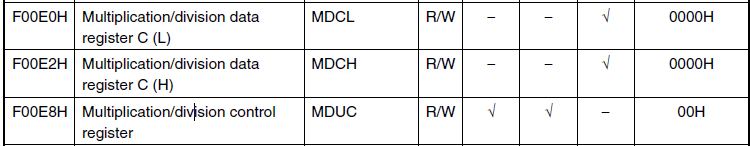 F00E0H Multiplication/division data register C (L) MDCL R/W – – √ 0000H
F00E2H Multiplication/division data register C (H) MDCH R/W – – √ 0000H
F00E8H Multiplication/division control register MDUC R/W √ √ – 00H